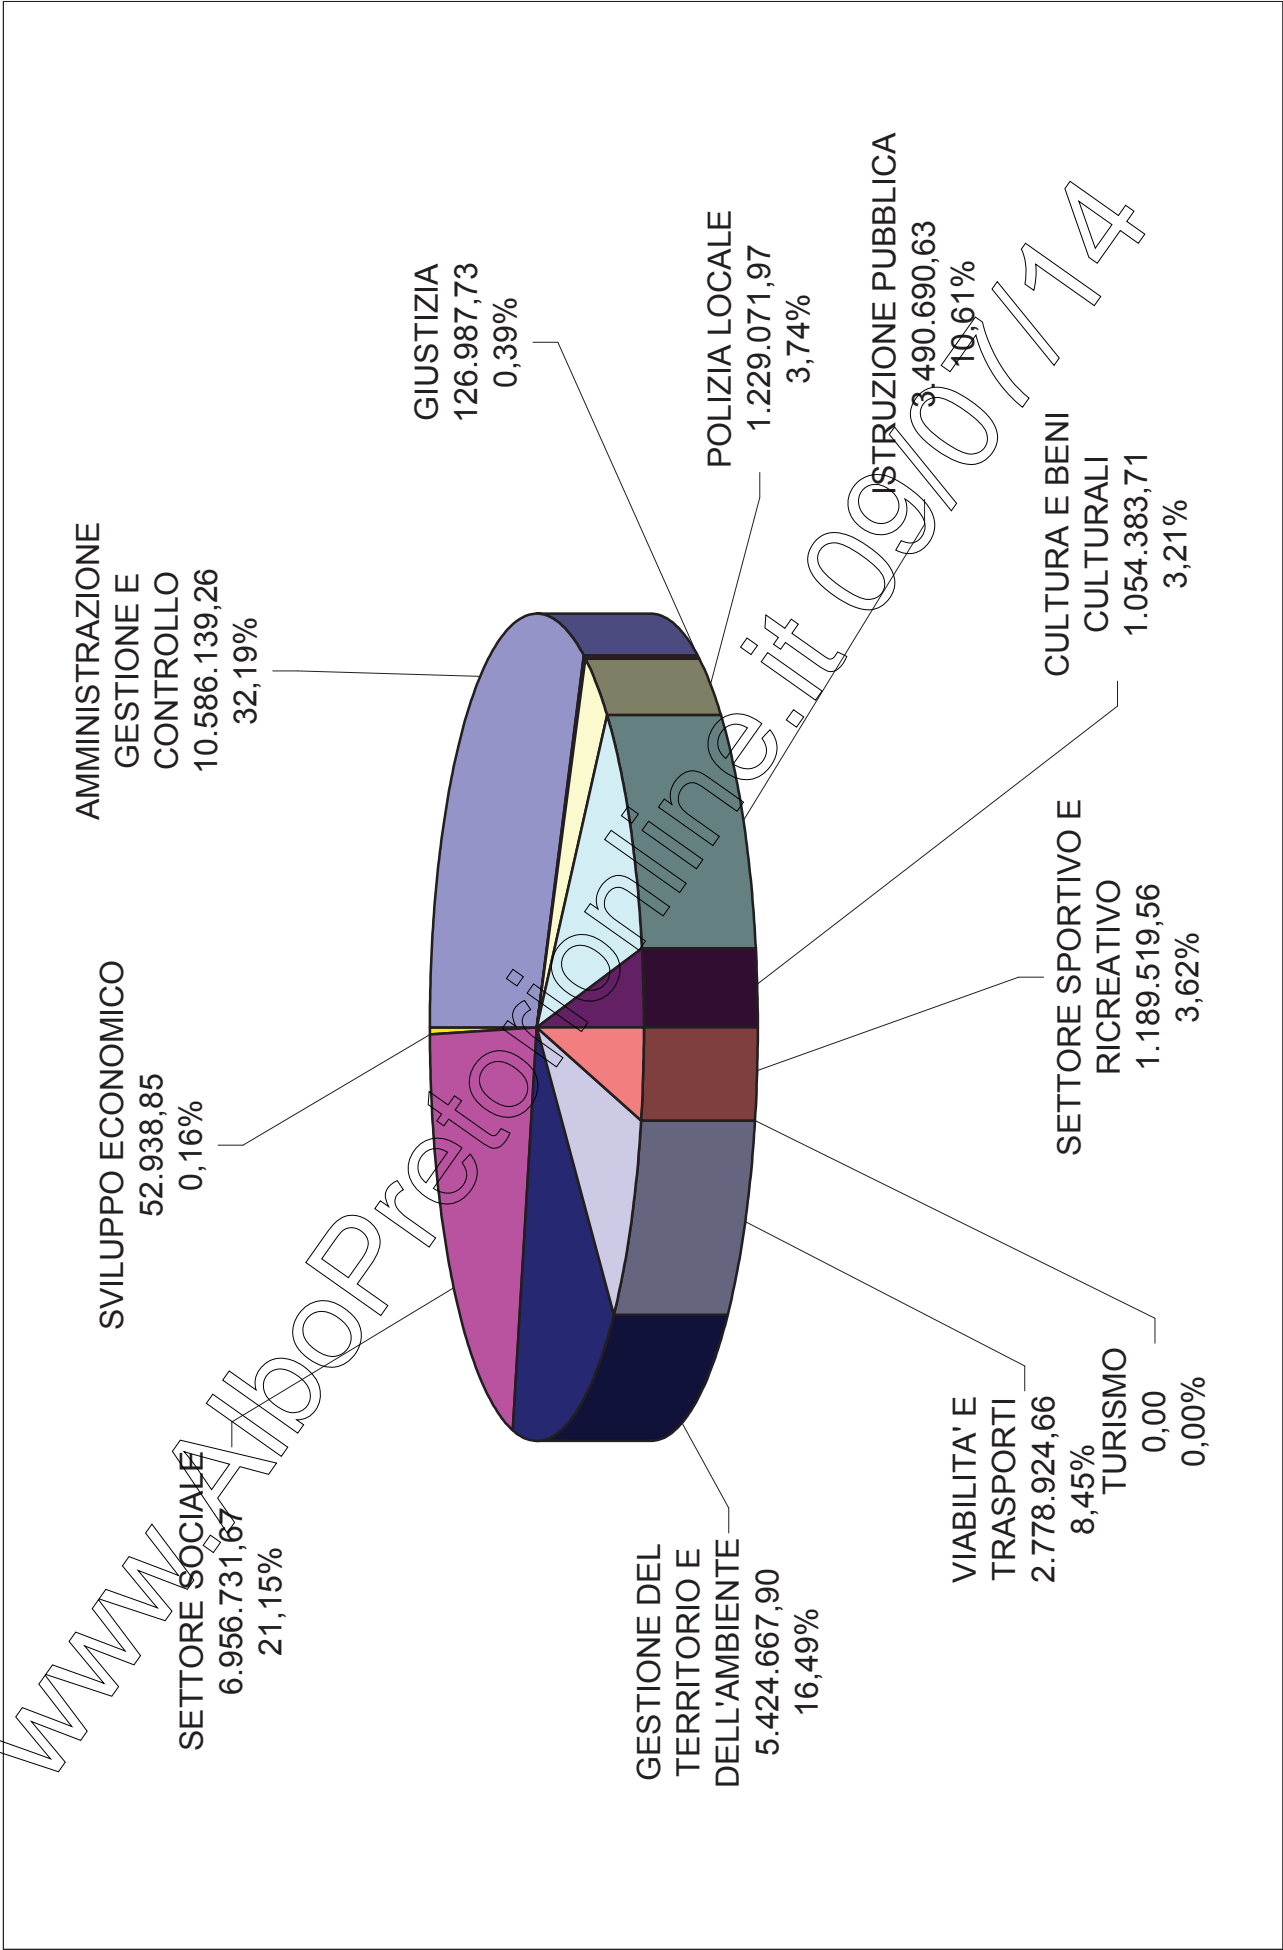 AMMINISTRAZIONE
GESTIONE E
CONTROLLO
10.586.139,26
32,19%
GIUSTIZIA
126.987,73
0,39%
POLIZIA LOCALE
1.229.071,97
3,74%
ISTRUZIONE PUBBLICA
3.490.690,63
10,61%
CULTURA E BENI
CULTURALI
1.054.383,71
3,21%
SETTORE SPORTIVO E
RICREATIVO
1.189.519,56
3,62%
TURISMO
0,00
0,00%
VIABILITA' E
TRASPORTI
2.778.924,66
8,45%
GESTIONE DEL
TERRITORIO E
DELL'AMBIENTE
5.424.667,90
16,49%
SETTORE SOCIALE
6.956.731,67
21,15%
SVILUPPO ECONOMICO
52.938,85
0,16%
www.AlboPretorionline.it 09/07/14